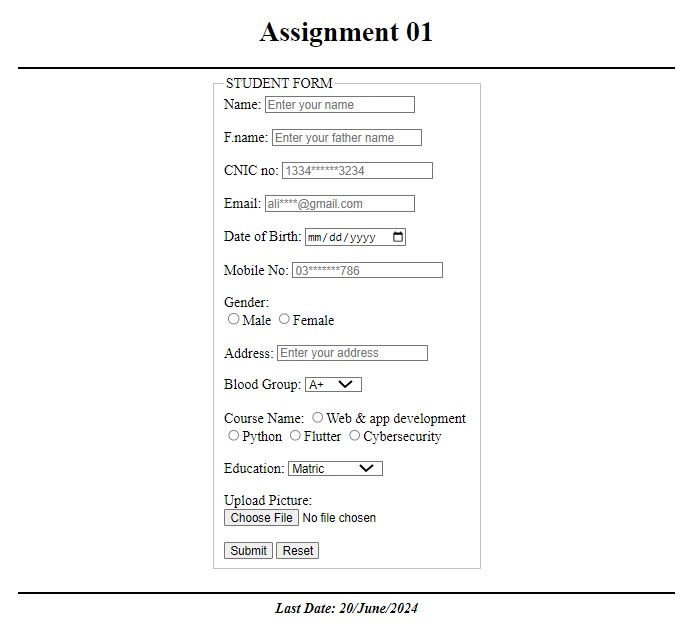 Assignment 01
STUDENT FORM
Name: Enter your name
F.name: Enter your father name
CNIC no: 1334******3234
Email: ali****@gmail.com
Date of Birth: mm/dd/yyyy
Mobile No: 03*******786
Gender:
Male Female
Address: Enter your address
Blood Group: A+
Course Name: Web & app development
Python Flutter Cybersecurity
Education: Matric
Upload Picture:
Choose File No file chosen
Submit Reset
Last Date: 20/June/2024